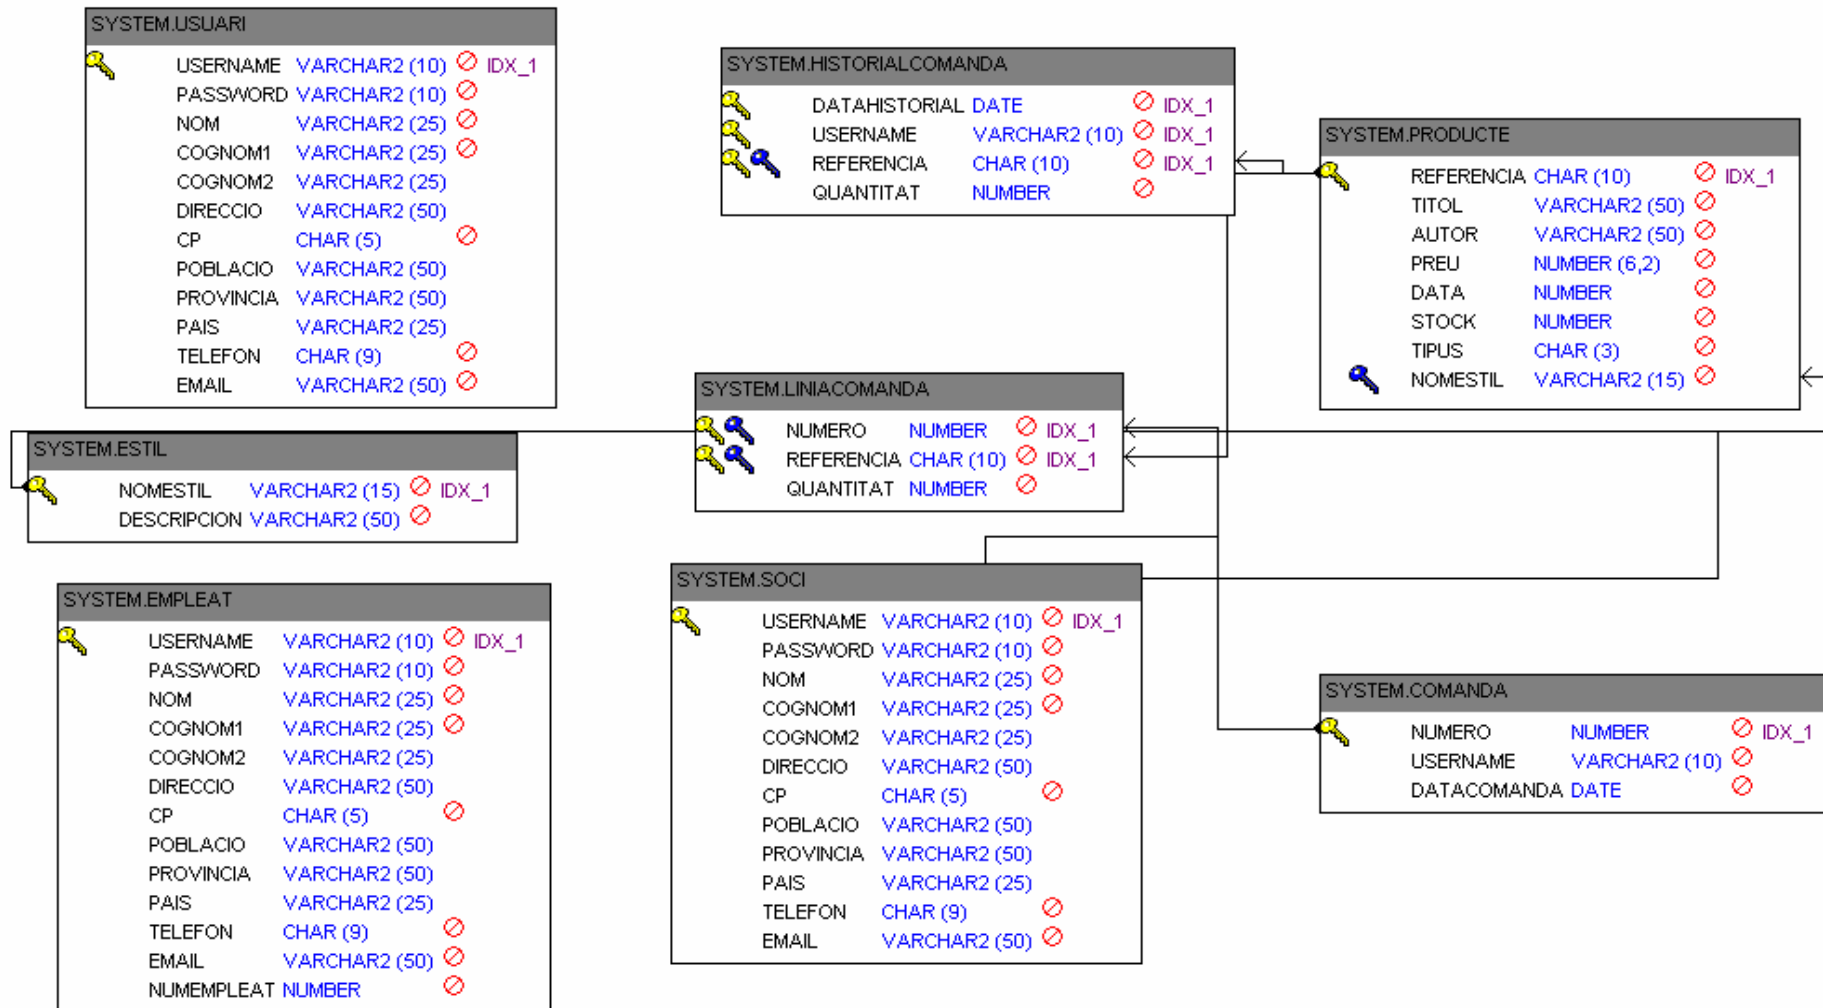 SYSTEM.USUARI
USERNAME VARCHAR2 (10) IDX_1
PASSWORD VARCHAR2 (10)
NOM VARCHAR2 (25)
COGNOM1 VARCHAR2 (25)
COGNOM2 VARCHAR2 (25)
DIRECCIO VARCHAR2 (50)
CP CHAR (5)
POBLACIO VARCHAR2 (50)
PROVINCIA VARCHAR2 (50)
PAIS VARCHAR2 (25)
TELEFON CHAR (9)
EMAIL VARCHAR2 (50)
SYSTEM.HISTORIALCOMANDA
DATAHISTORIAL DATE IDX_1
USERNAME VARCHAR2 (10) IDX_1
REFERENCIA CHAR (10) IDX_1
QUANTITAT NUMBER
SYSTEM.PRODUCTE
REFERENCIA CHAR (10) IDX_1
TITOL VARCHAR2 (50)
AUTOR VARCHAR2 (50)
PREU NUMBER (6,2)
DATA NUMBER
STOCK NUMBER
TIPUS CHAR (3)
NOMESTIL VARCHAR2 (15)
SYSTEM.LINIACOMANDA
NUMERO NUMBER IDX_1
REFERENCIA CHAR (10) IDX_1
QUANTITAT NUMBER
SYSTEM.ESTIL
NOMESTIL VARCHAR2 (15) IDX_1
DESCRIPCION VARCHAR2 (50)
SYSTEM.EMPLEAT
USERNAME VARCHAR2 (10) IDX_1
PASSWORD VARCHAR2 (10)
NOM VARCHAR2 (25)
COGNOM1 VARCHAR2 (25)
COGNOM2 VARCHAR2 (25)
DIRECCIO VARCHAR2 (50)
CP CHAR (5)
POBLACIO VARCHAR2 (50)
PROVINCIA VARCHAR2 (50)
PAIS VARCHAR2 (25)
TELEFON CHAR (9)
EMAIL VARCHAR2 (50)
NUMEMPLEAT NUMBER
SYSTEM.SOCI
USERNAME VARCHAR2 (10) IDX_1
PASSWORD VARCHAR2 (10)
NOM VARCHAR2 (25)
COGNOM1 VARCHAR2 (25)
COGNOM2 VARCHAR2 (25)
DIRECCIO VARCHAR2 (50)
CP CHAR (5)
POBLACIO VARCHAR2 (50)
PROVINCIA VARCHAR2 (50)
PAIS VARCHAR2 (25)
TELEFON CHAR (9)
EMAIL VARCHAR2 (50)
SYSTEM.COMANDA
NUMERO NUMBER IDX_1
USERNAME VARCHAR2 (10)
DATACOMANDA DATE